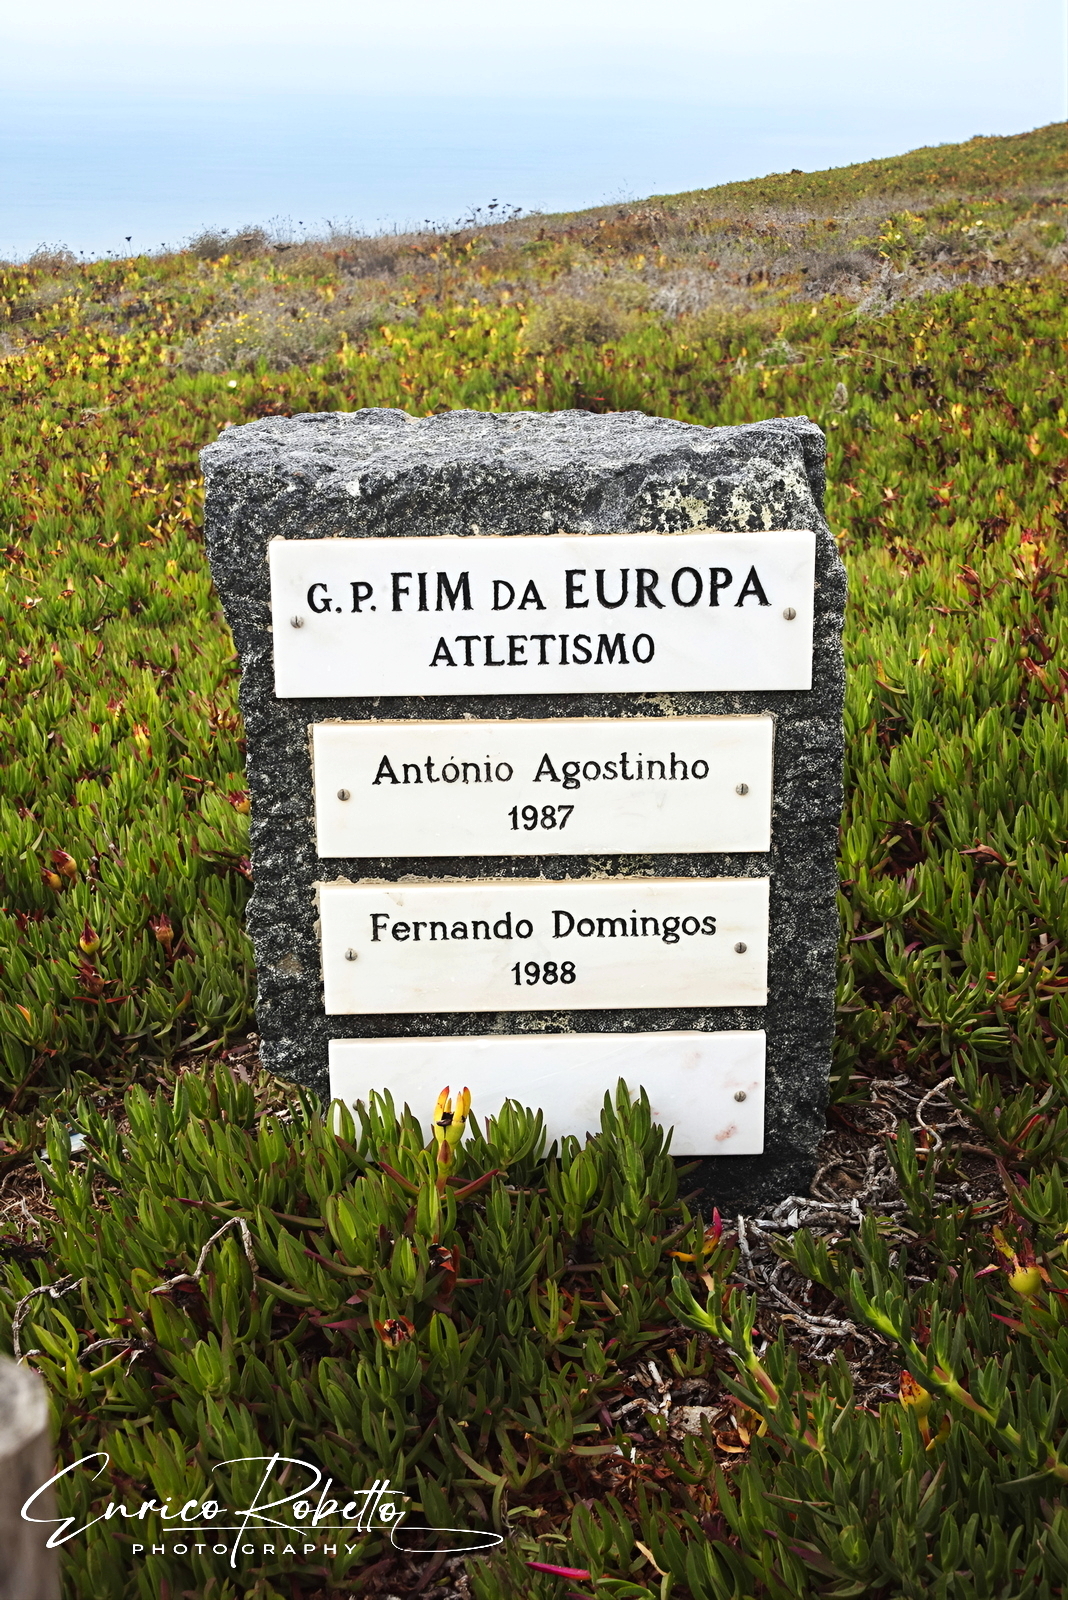 G.P. FIM DA EUROPA
ATLETISMO
António Agostinho
1987
Fernando Domingos
1988
Enrico Robetto
PHOTOGRAPHY